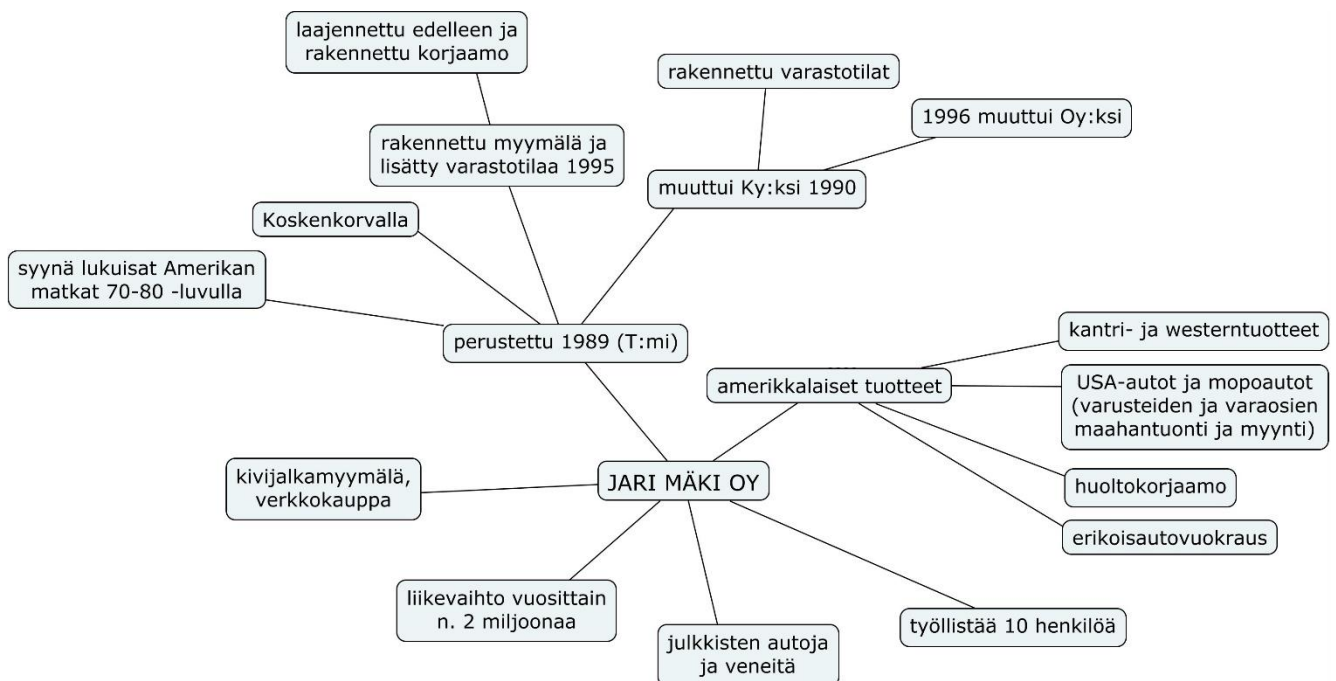 laajennettu edelleen ja
rakennettu korjaamo
rakennettu varastotilat
1996 muuttui Oy:ksi
rakennettu myymälä ja
lisätty varastotilaa 1995
muuttui Ky:ksi 1990
Koskenkorvalla
syynä lukuisat Amerikan
matkat 70-80 -luvulla
perustettu 1989 (T:mi)
kantri- ja westerntuotteet
amerikkalaiset tuotteet
USA-autot ja mopoautot
(varusteiden ja varaosien
maahantuonti ja myynti)
kivijalkamyymälä,
verkkokauppa
JARI MÄKI OY
huoltokorjaamo
erikoisautovuokraus
liikevaihto vuosittain
n. 2 miljoonaa
julkkisten autoja
ja veneitä
työllistää 10 henkilöä